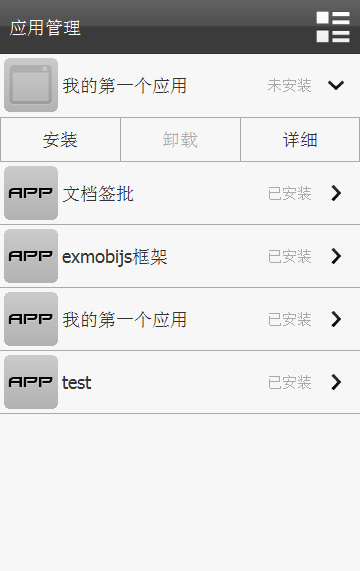 应用管理
我的第一个应用 未安装
安装 卸载 详细
APP 文档签批 已安装
APP exmobijs框架 已安装
APP 我的第一个应用 已安装
APP test 已安装